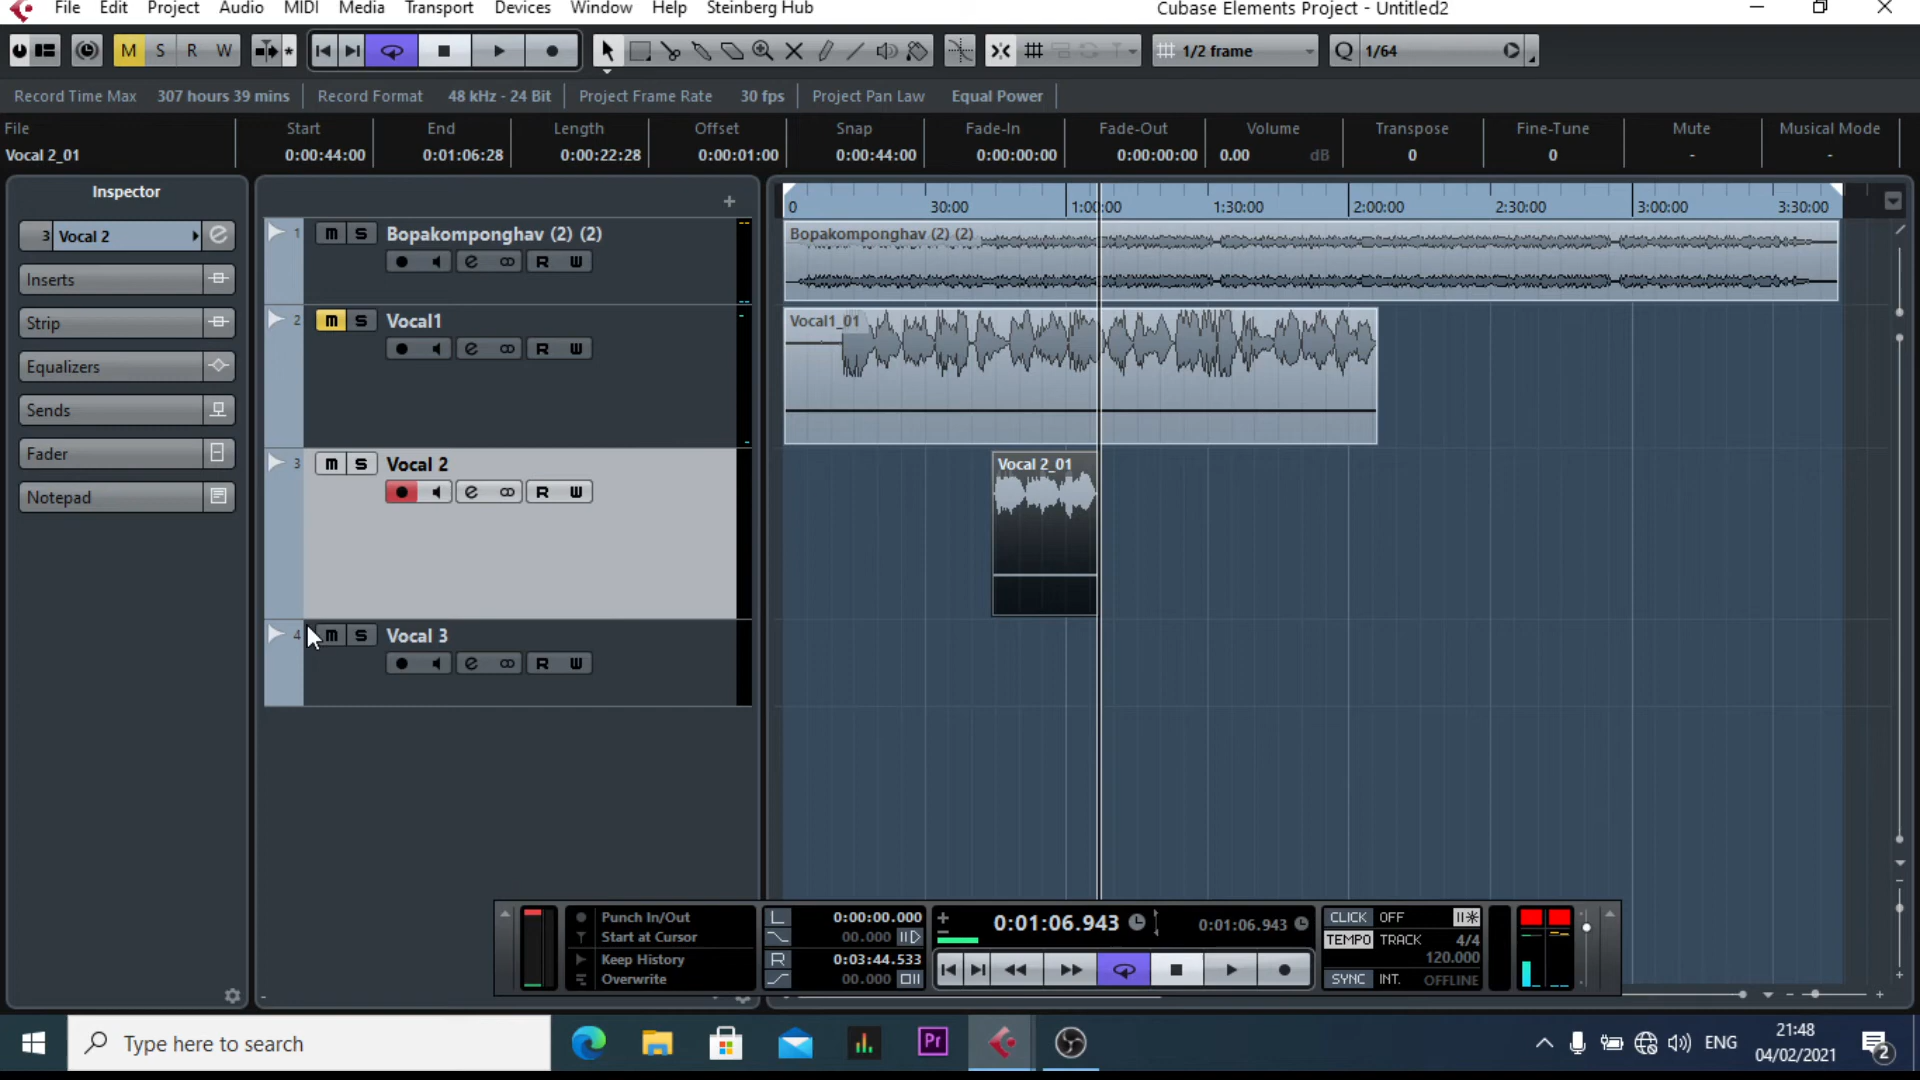 File Edit Project Audio MIDI Media Transport Devices Window Help Steinberg Hub Cubase Elements Project - Untitled2
M S R W 1/2 frame Q 1/64
Record Time Max 307 hours 39 mins Record Format 48 kHz - 24 Bit Project Frame Rate 30 fps Project Pan Law Equal Power
File Start End Length Offset Snap Fade-In Fade-Out Volume Transpose Fine-Tune Mute Musical Mode
Vocal 2_01 0:00:44:00 0:01:06:28 0:00:22:28 0:00:01:00 0:00:44:00 0:00:00:00 0:00:00:00 0.00 dB 0 0 - -
Inspector
3 Vocal 2 e
Inserts
Strip
Equalizers
Sends
Fader
Notepad
1 m S Bopakomponghav (2) (2)
e R W
2 m S Vocal1
e R W
3 m S Vocal 2
e R W
4 m S Vocal 3
e R W
0 30:00 1:00:00 1:30:00 2:00:00 2:30:00 3:00:00 3:30:00
Bopakomponghav (2) (2)
Vocal1_01
Vocal 2_01
Punch In/Out
Start at Cursor
Keep History
Overwrite
L 0:00:00.000
00.000
R 0:03:44.533
00.000
0:01:06.943 0:01:06.943
CLICK OFF
TEMPO TRACK 4/4
120.000
SYNC INT. OFFLINE
Type here to search
Pr
ENG
21:48
04/02/2021
2